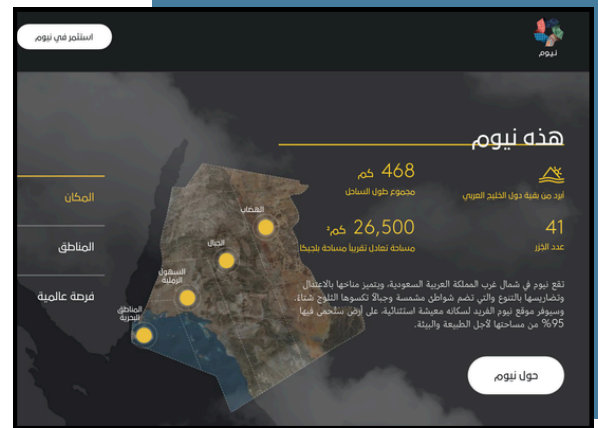 نيوم
استثمر في نيوم
هذه نيوم
أبرد من بقية دول الخليج العربي
468 كم
مجموع طول الساحل
41
عدد الجزر
26,500 كم²
مساحة تعادل تقريباً مساحة بلجيكا
تقع نيوم في شمال غرب المملكة العربية السعودية، ويتميز مناخها بالاعتدال
وتضاريسها بالتنوع والتي تضم شواطئ مشمسة وجبالاً تكسوها الثلوج شتاءً.
وسيوفر موقع نيوم الفريد لسكانه معيشة استثنائية، على أرض ستُحمى فيها
95% من مساحتها لأجل الطبيعة والبيئة.
حول نيوم
الهضاب
الجبال
السهول
الرملية
المناطق
البحرية
المكان
المناطق
فرصة عالمية